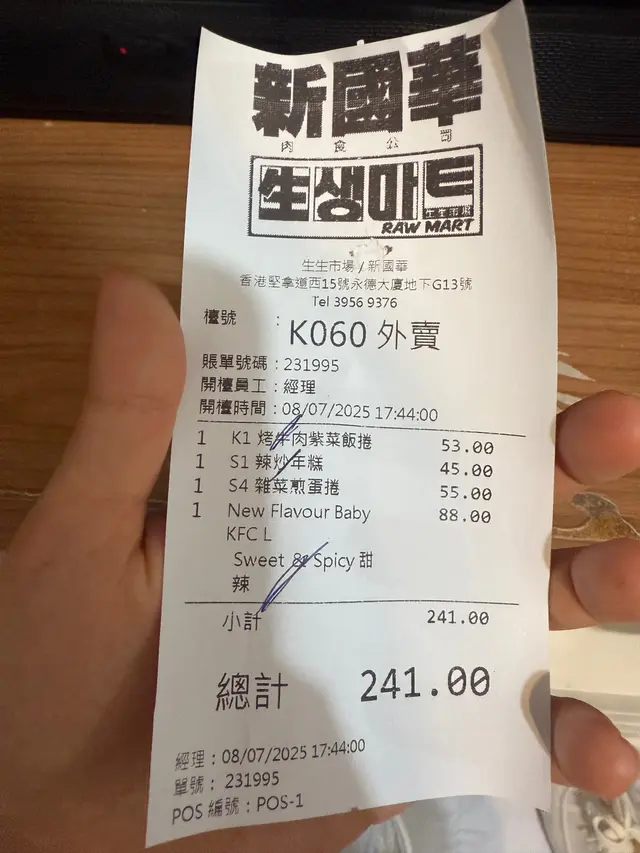 新國華
肉食公司
生생마트
生生市場
RAW MART
生生市場 / 新國華
香港堅拿道西15號永德大廈地下G13號
Tel 3956 9376
檯號 : K060 外賣
賬單號碼 : 231995
開檯員工 : 經理
開檯時間 : 08/07/2025 17:44:00
1 K1 烤牛肉紫菜飯捲 53.00
1 S1 辣炒年糕 45.00
1 S4 雜菜煎蛋捲 55.00
1 New Flavour Baby 88.00
KFC L
Sweet & Spicy 甜
辣
小計 241.00
總計 241.00
經理 : 08/07/2025 17:44:00
單號 : 231995
POS 編號 : POS-1